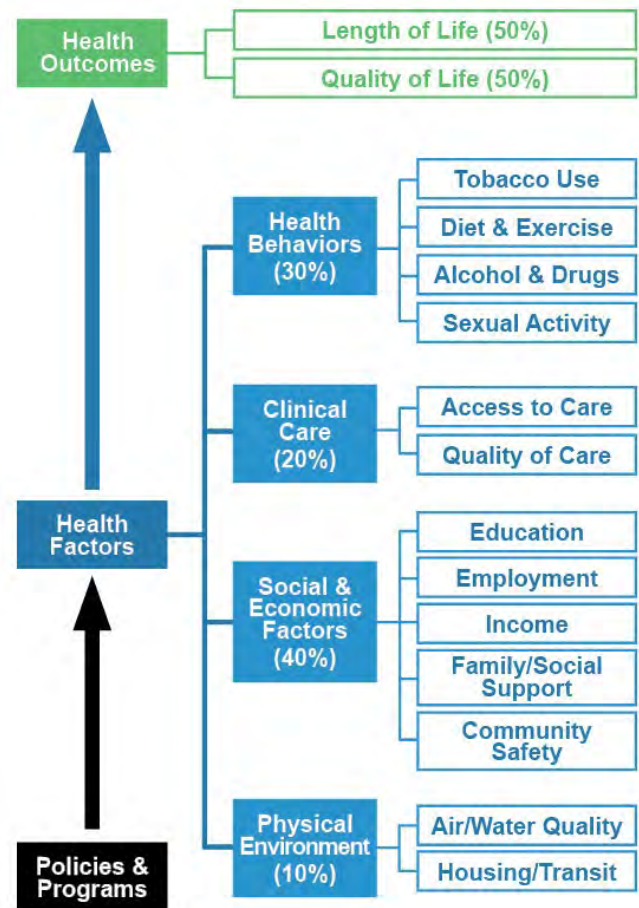 Health
Outcomes
Length of Life (50%)
Quality of Life (50%)
Health
Behaviors
(30%)
Tobacco Use
Diet & Exercise
Alcohol & Drugs
Sexual Activity
Clinical
Care
(20%)
Access to Care
Quality of Care
Health
Factors
Social &
Economic
Factors
(40%)
Education
Employment
Income
Family/Social
Support
Community
Safety
Physical
Environment
(10%)
Air/Water Quality
Housing/Transit
Policies &
Programs